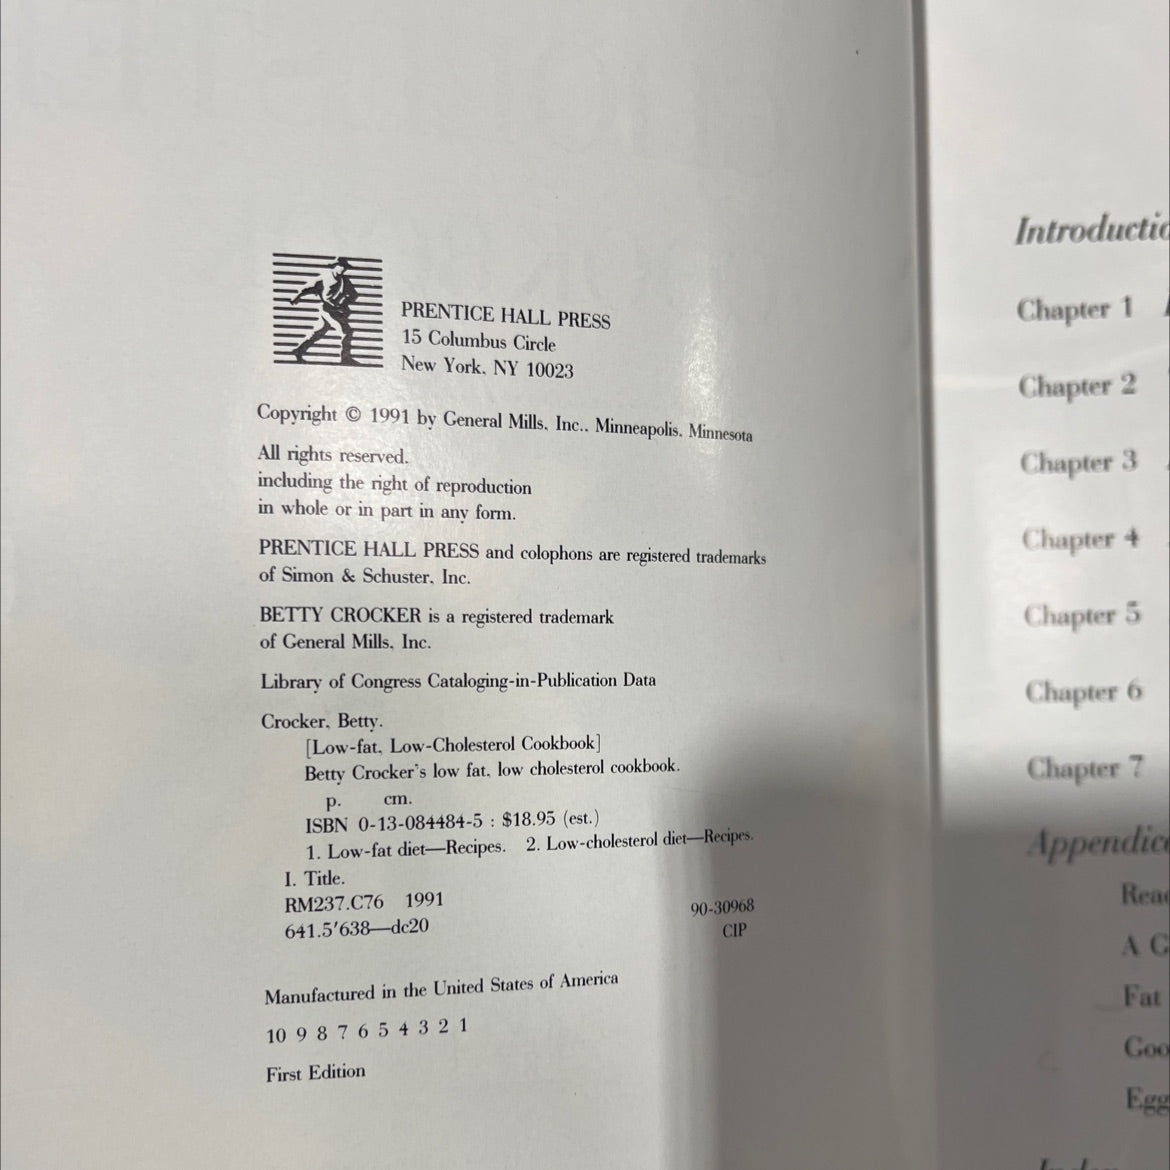 PRENTICE HALL PRESS
15 Columbus Circle
New York, NY 10023
Copyright © 1991 by General Mills, Inc., Minneapolis, Minnesota
All rights reserved,
including the right of reproduction
in whole or in part in any form.
PRENTICE HALL PRESS and colophons are registered trademarks
of Simon & Schuster, Inc.
BETTY CROCKER is a registered trademark
of General Mills, Inc.
Library of Congress Cataloging-in-Publication Data
Crocker, Betty.
[Low-fat, Low-Cholesterol Cookbook]
Betty Crocker's low fat, low cholesterol cookbook.
p. cm.
ISBN 0-13-084484-5 : $18.95 (est.)
1. Low-fat diet—Recipes. 2. Low-cholesterol diet—Recipes.
I. Title.
RM237.C76 1991 90-30968
641.5'638—dc20 CIP
Manufactured in the United States of America
10 9 8 7 6 5 4 3 2 1
First Edition
Introductio
Chapter 1
Chapter 2
Chapter 3
Chapter 4
Chapter 5
Chapter 6
Chapter 7
Appendice
Read
A G
Fat
Goo
Egg